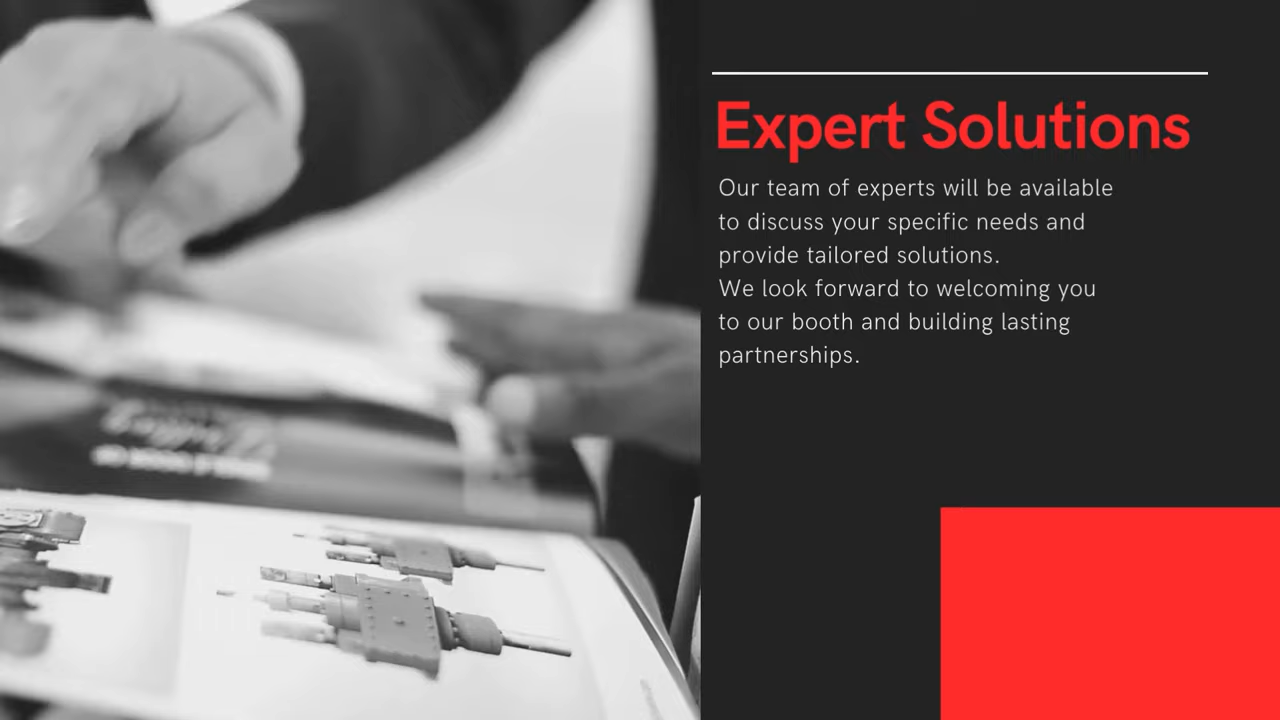 Expert Solutions
Our team of experts will be available
to discuss your specific needs and
provide tailored solutions.
We look forward to welcoming you
to our booth and building lasting
partnerships.